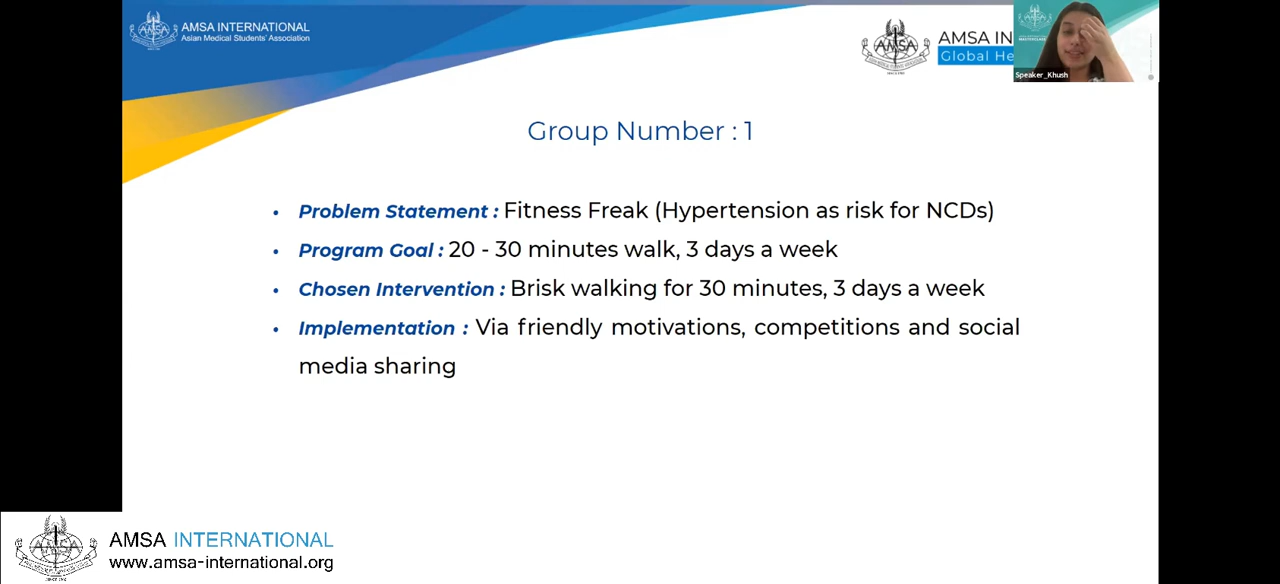 AMSA INTERNATIONAL
Asian Medical Students' Association
AMSA
AMSA IN
Global He
Speaker_Khush
Group Number : 1
• Problem Statement : Fitness Freak (Hypertension as risk for NCDs)
• Program Goal : 20 - 30 minutes walk, 3 days a week
• Chosen Intervention : Brisk walking for 30 minutes, 3 days a week
• Implementation : Via friendly motivations, competitions and social
media sharing
AMSA INTERNATIONAL
www.amsa-international.org